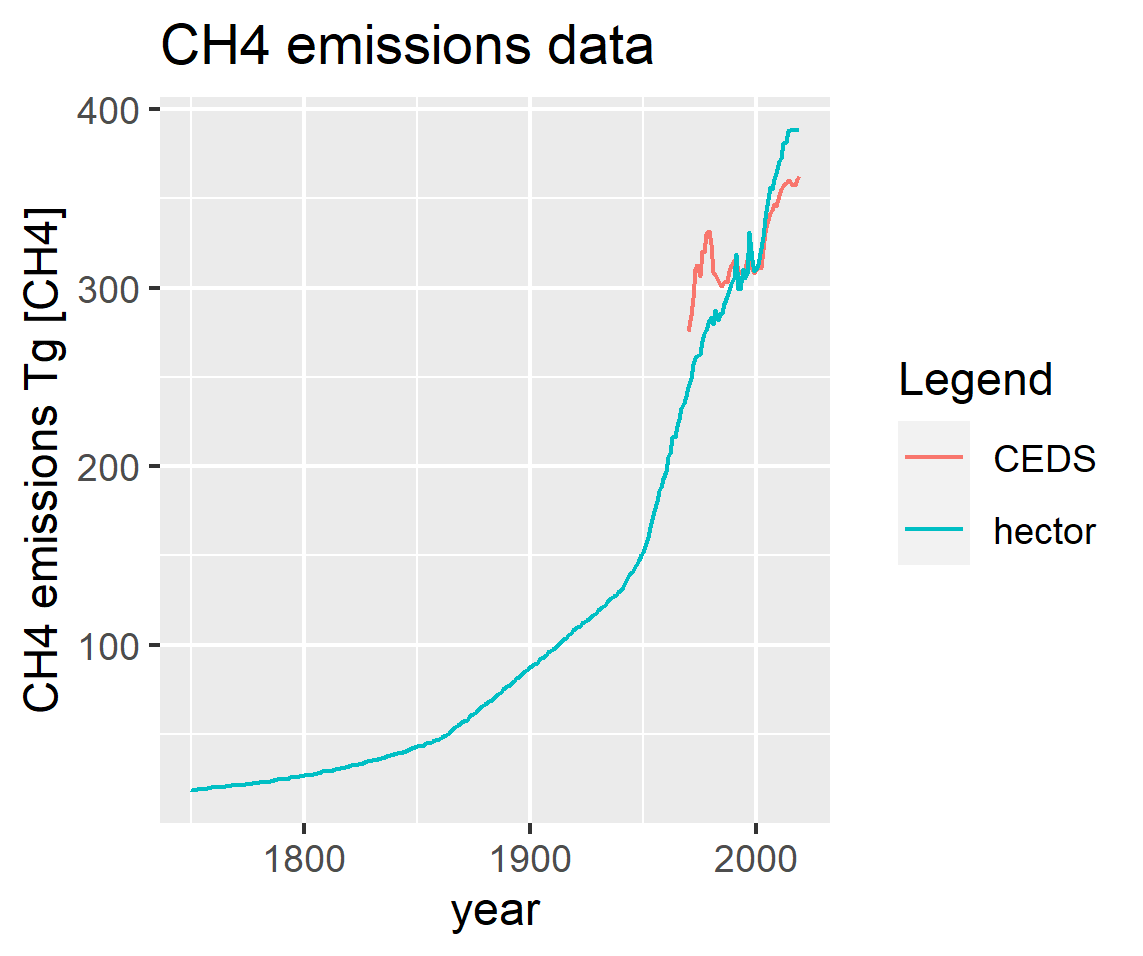 CH4 emissions data
CH4 emissions Tg [CH4]
400
300
200
100
1800 1900 2000
year
Legend
CEDS
hector